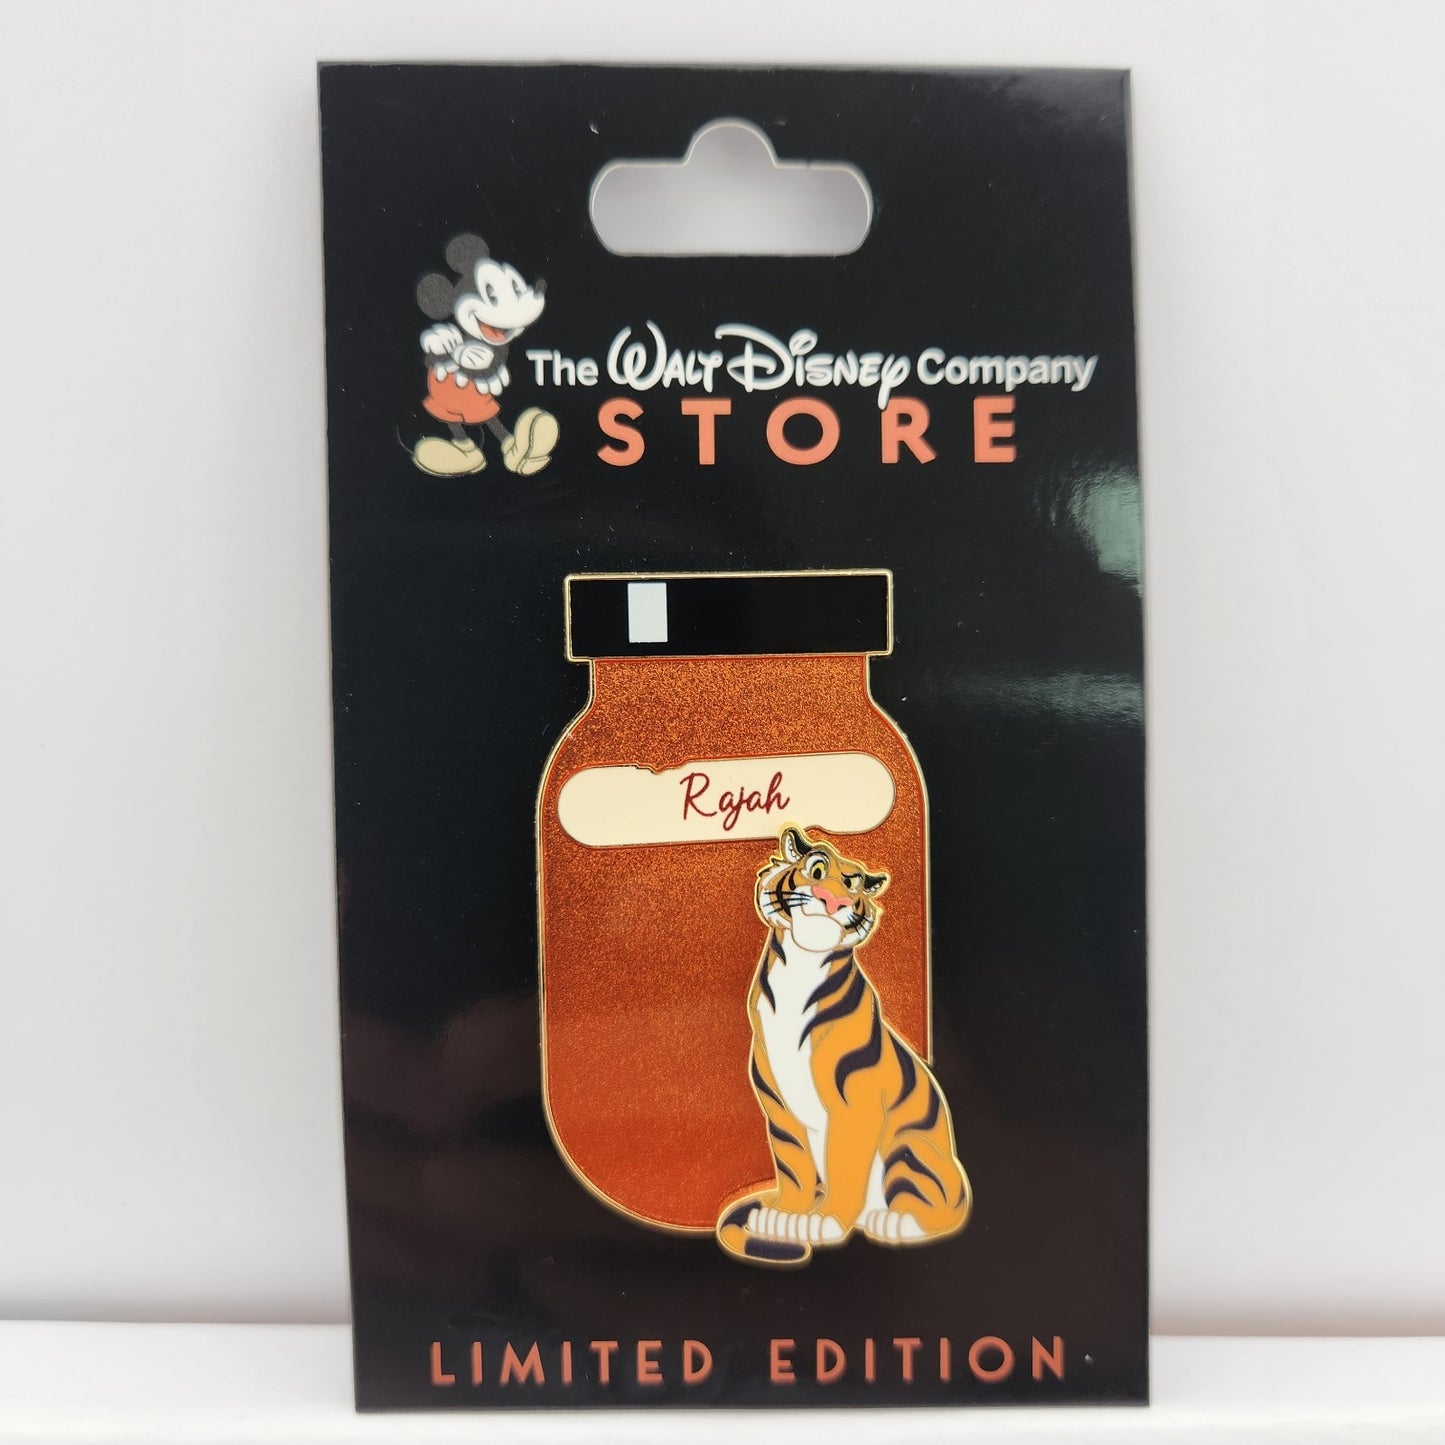 The Walt Disney Company
STORE
Rajah
LIMITED EDITION